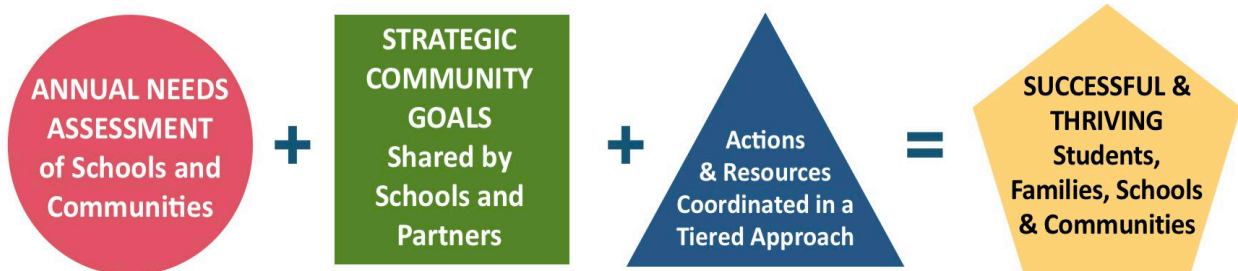 ANNUAL NEEDS
ASSESSMENT
of Schools and
Communities
+
STRATEGIC
COMMUNITY
GOALS
Shared by
Schools and
Partners
+
Actions
& Resources
Coordinated in a
Tiered Approach
=
SUCCESSFUL &
THRIVING
Students,
Families, Schools
& Communities